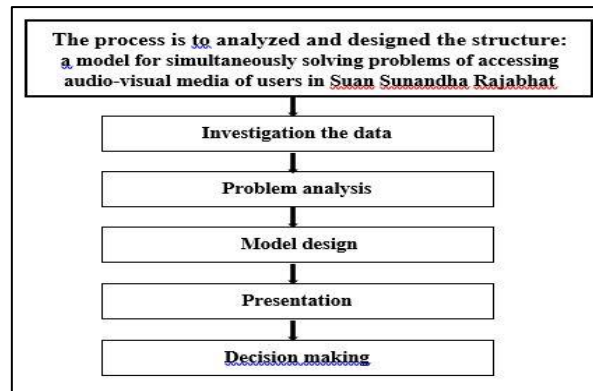 The process is to analyzed and designed the structure:
a model for simultaneously solving problems of accessing
audio-visual media of users in Suan Sunandha Rajabhat
Investigation the data
Problem analysis
Model design
Presentation
Decision making